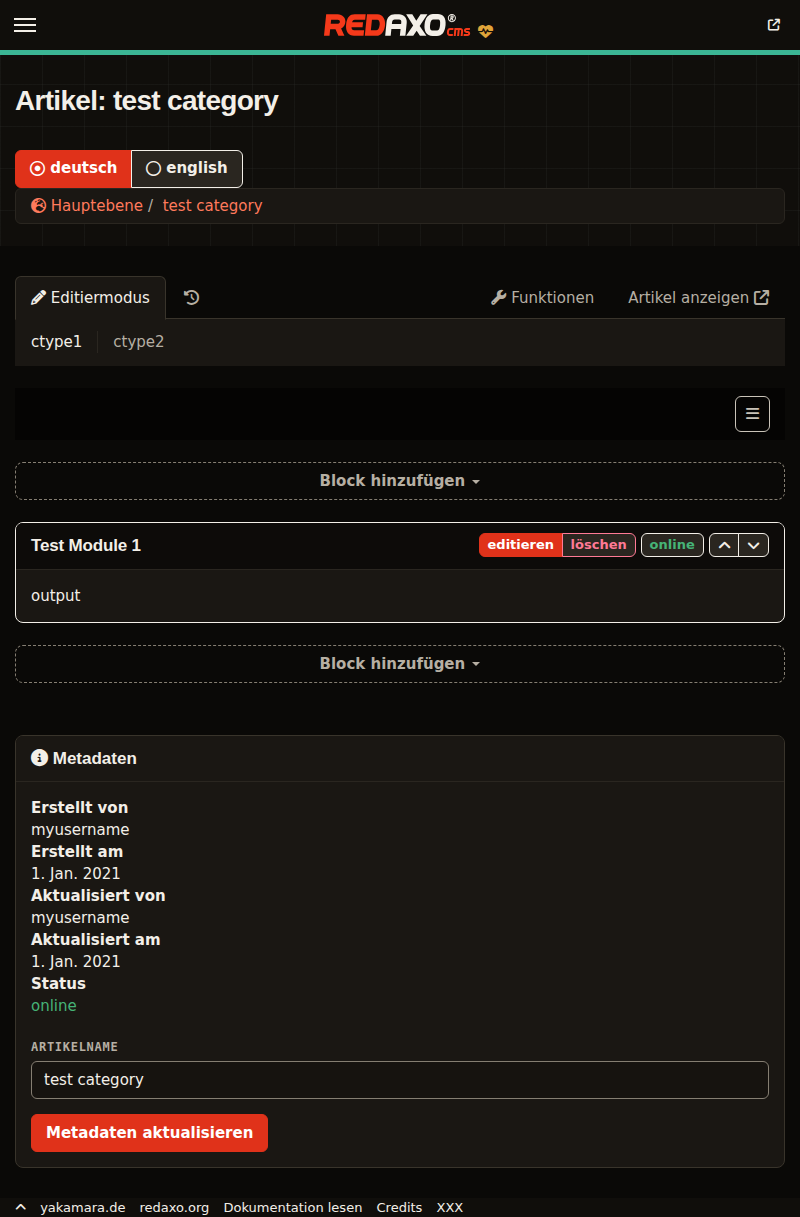 REDAXO® cms
Artikel: test category
deutsch english
Hauptebene / test category
Editiermodus Funktionen Artikel anzeigen
ctype1 ctype2
Block hinzufügen
Test Module 1 editieren löschen online
output
Block hinzufügen
Metadaten
Erstellt von
myusername
Erstellt am
1. Jan. 2021
Aktualisiert von
myusername
Aktualisiert am
1. Jan. 2021
Status
online
ARTIKELNAME
test category
Metadaten aktualisieren
yakamara.de redaxo.org Dokumentation lesen Credits XXX